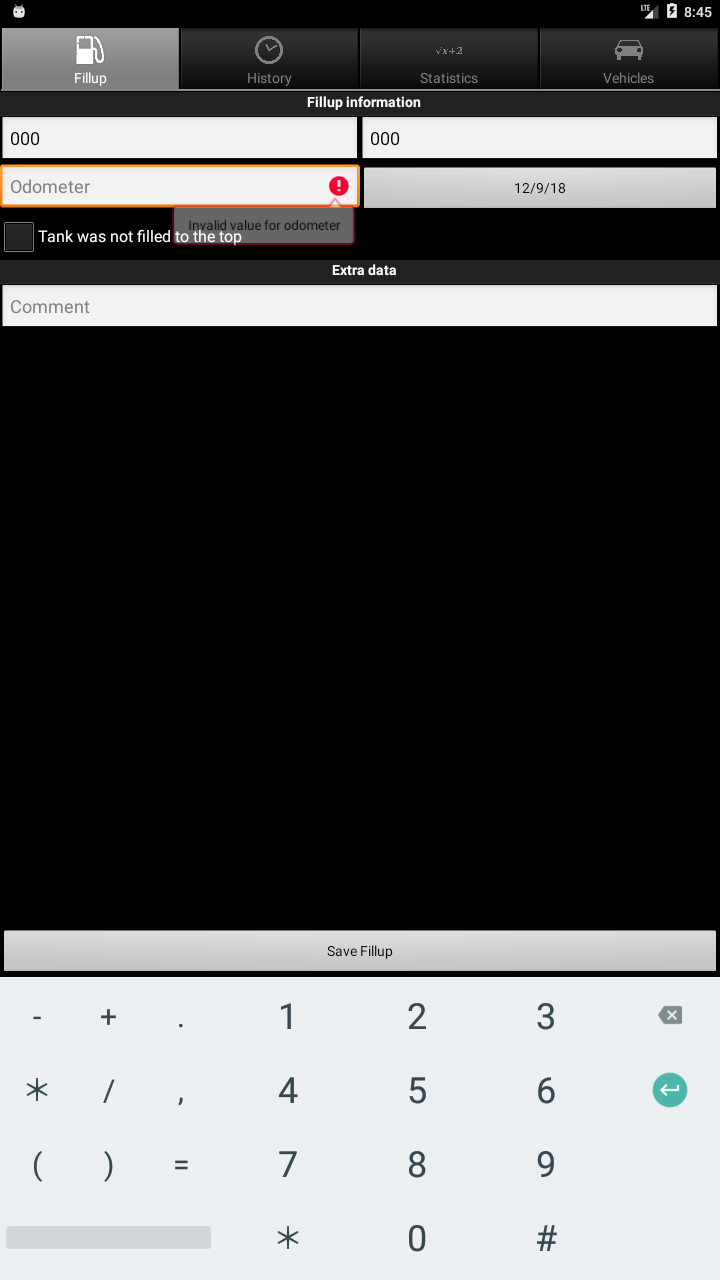 LTE 8:45
Fillup
History
√x+2 Statistics
Vehicles
Fillup information
000 000
Odometer 12/9/18
Invalid value for odometer
Tank was not filled to the top
Extra data
Comment
Save Fillup
- + . 1 2 3
* / , 4 5 6
( ) = 7 8 9
* 0 #